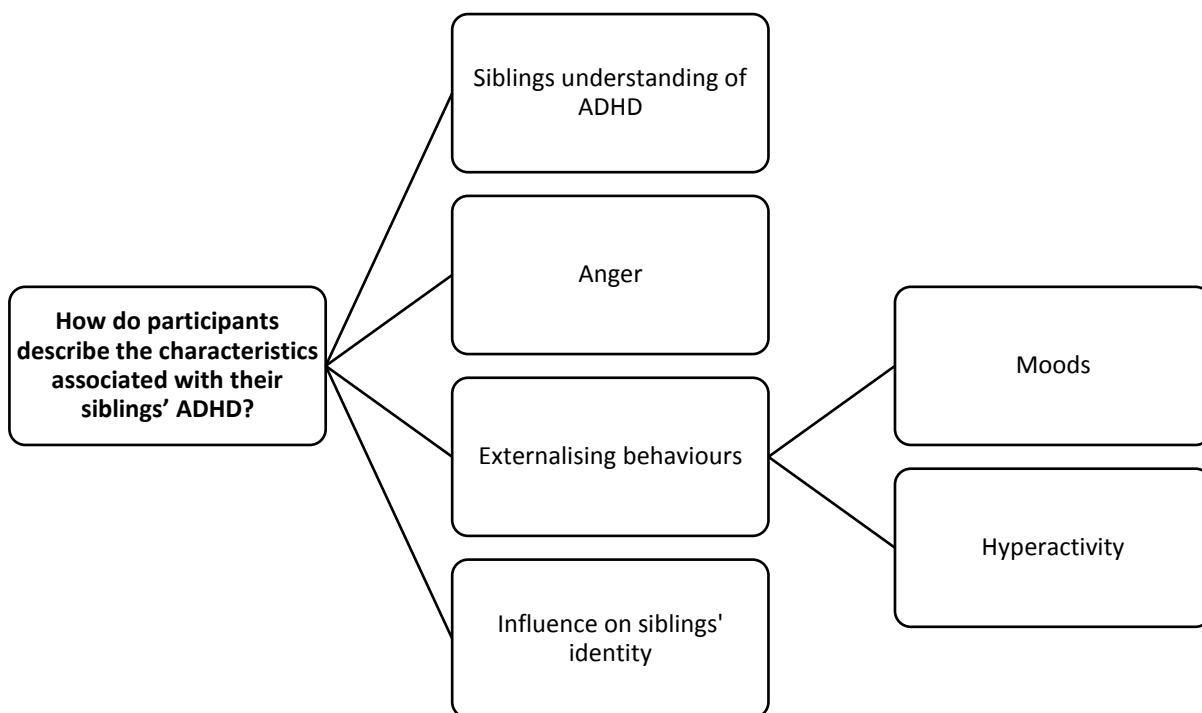 How do participants
describe the characteristics
associated with their
siblings’ ADHD?
Siblings understanding of
ADHD
Anger
Externalising behaviours
Influence on siblings'
identity
Moods
Hyperactivity